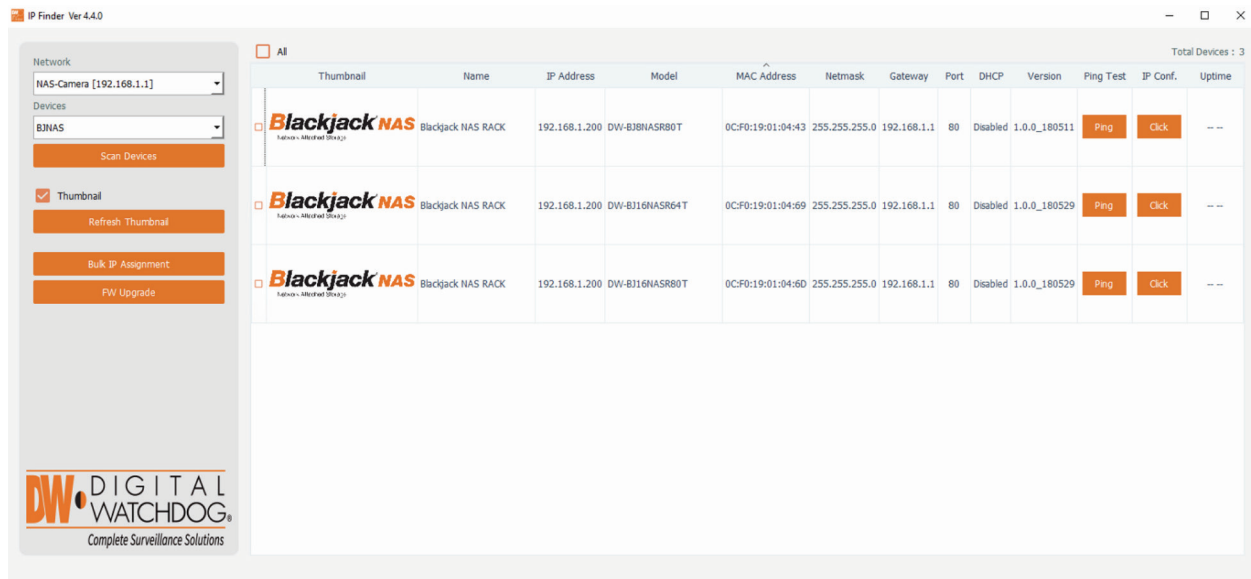 IP Finder Ver 4.4.0
Network
NAS-Camera [192.168.1.1]
Devices
BJNAS
Scan Devices
Thumbnail
Refresh Thumbnail
Bulk IP Assignment
FW Upgrade
DW DIGITAL
WATCHDOG®
Complete Surveillance Solutions
All
Total Devices : 3
Thumbnail Name IP Address Model MAC Address Netmask Gateway Port DHCP Version Ping Test IP Conf. Uptime
Blackjack NAS Blackjack NAS RACK 192.168.1.200 DW-BJ8NASR80T 0C:F0:19:01:04:43 255.255.255.0 192.168.1.1 80 Disabled 1.0.0_180511 Ping Click -- --
Network Attached Storage
Blackjack NAS Blackjack NAS RACK 192.168.1.200 DW-BJ16NASR64T 0C:F0:19:01:04:69 255.255.255.0 192.168.1.1 80 Disabled 1.0.0_180529 Ping Click -- --
Network Attached Storage
Blackjack NAS Blackjack NAS RACK 192.168.1.200 DW-BJ16NASR80T 0C:F0:19:01:04:6D 255.255.255.0 192.168.1.1 80 Disabled 1.0.0_180529 Ping Click -- --
Network Attached Storage